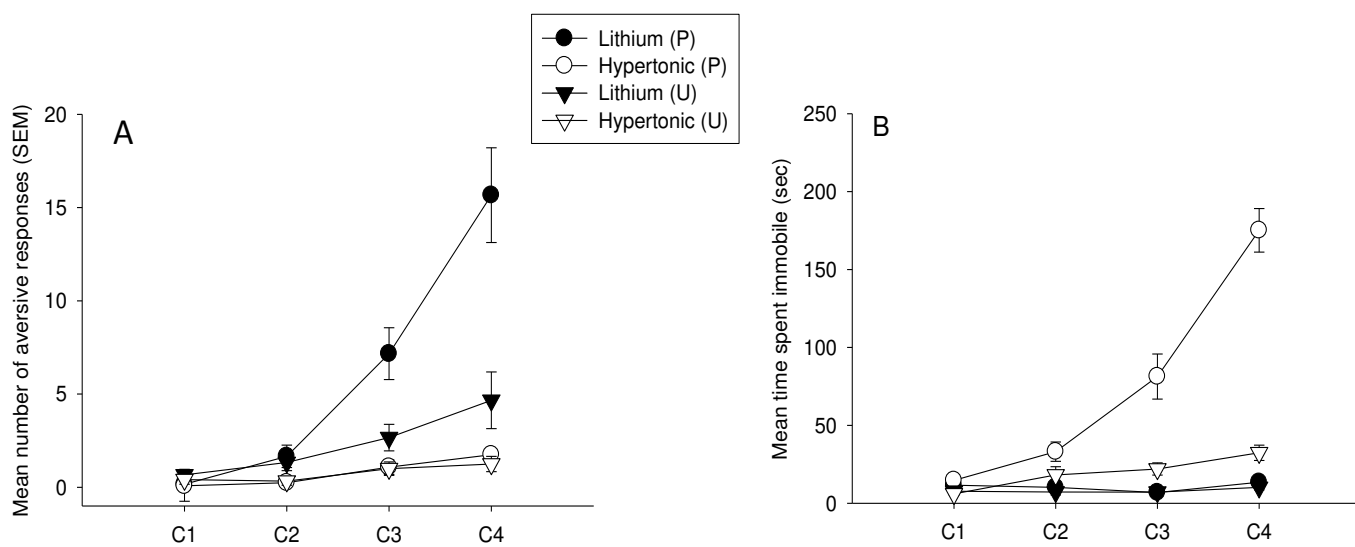 Lithium (P)
Hypertonic (P)
Lithium (U)
Hypertonic (U)
A
Mean number of aversive responses (SEM)
20
15
10
5
0
C1 C2 C3 C4
B
Mean time spent immobile (sec)
250
200
150
100
50
0
C1 C2 C3 C4